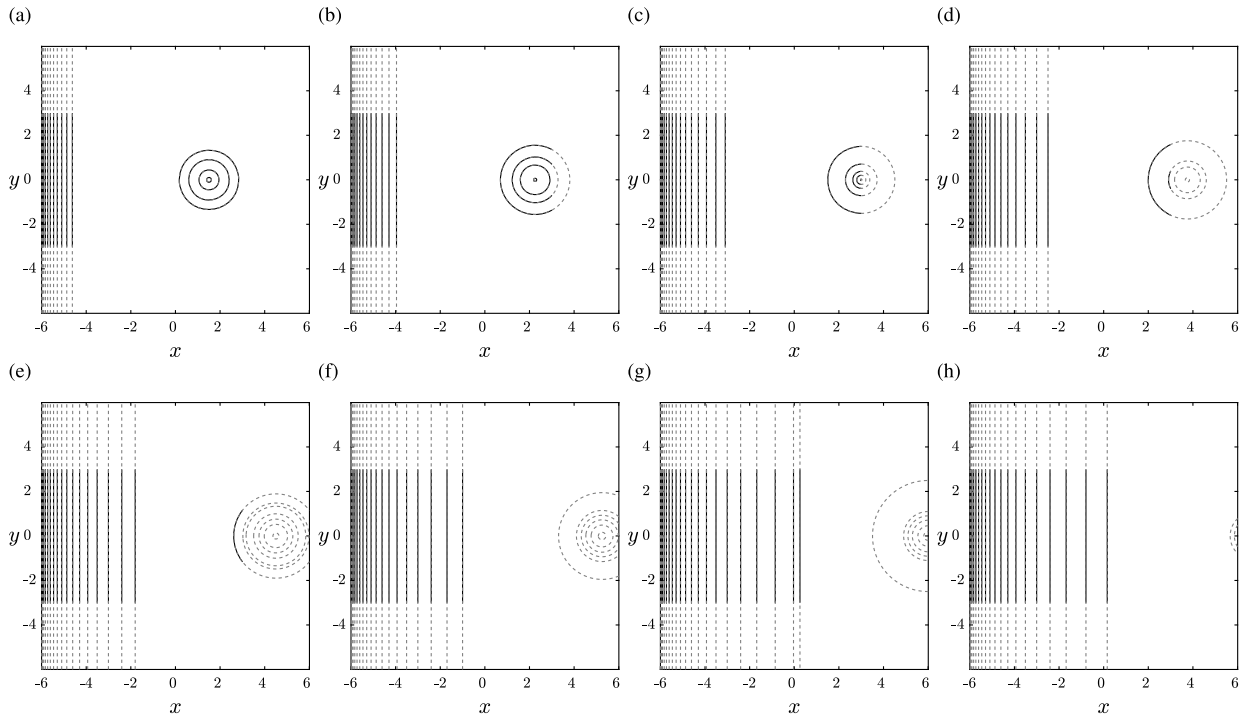 (a) (b) (c) (d)
4 4 4 4
2 2 2 2
y 0 y 0 y 0 y 0
–2 –2 –2 –2
–4 –4 –4 –4
–6 –4 –2 0 2 4 6 –6 –4 –2 0 2 4 6 –6 –4 –2 0 2 4 6 –6 –4 –2 0 2 4 6
x x x x
(e) (f) (g) (h)
4 4 4 4
2 2 2 2
y 0 y 0 y 0 y 0
–2 –2 –2 –2
–4 –4 –4 –4
–6 –4 –2 0 2 4 6 –6 –4 –2 0 2 4 6 –6 –4 –2 0 2 4 6 –6 –4 –2 0 2 4 6
x x x x